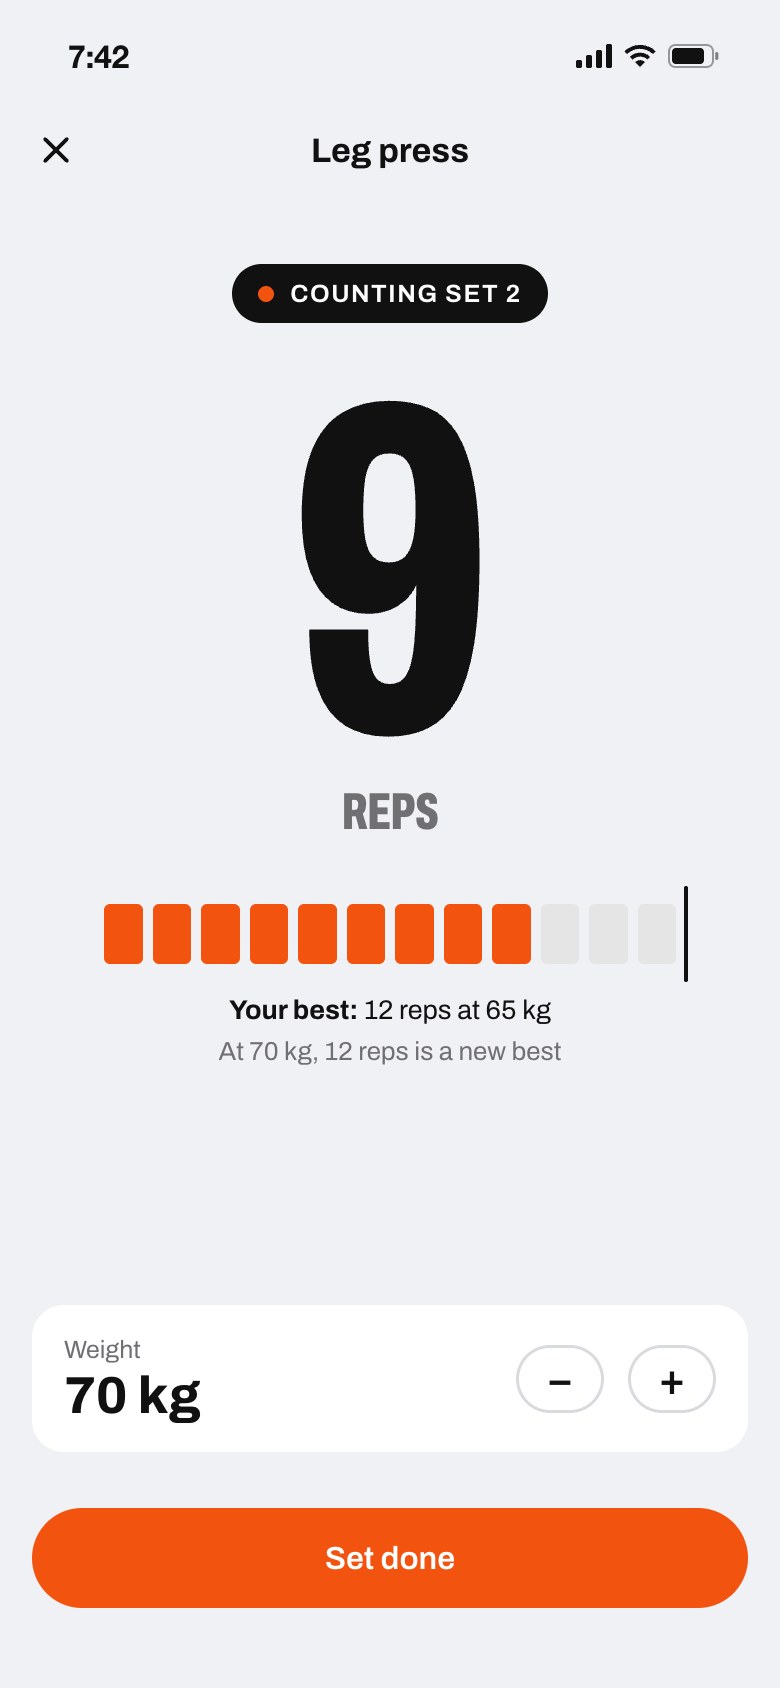 7:42
Leg press
COUNTING SET 2
9
REPS
Your best: 12 reps at 65 kg
At 70 kg, 12 reps is a new best
Weight
70 kg
Set done